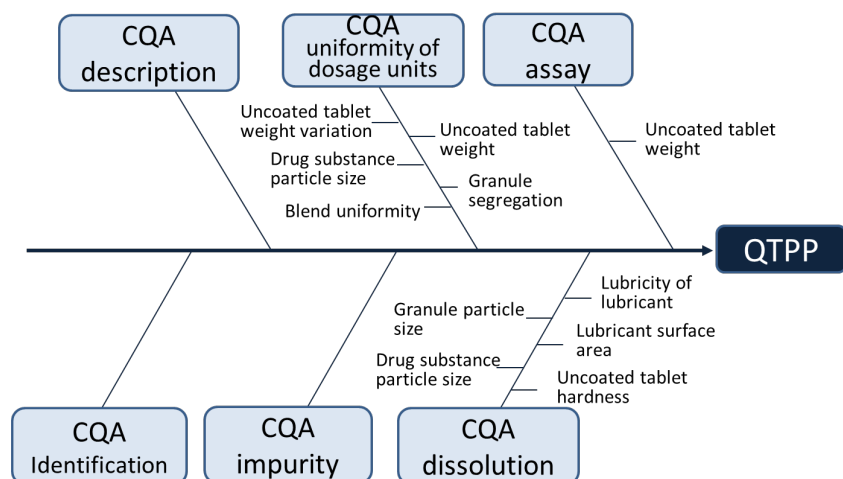 CQA
description
CQA
uniformity of
dosage units
CQA
assay
Uncoated tablet
weight variation
Uncoated tablet
weight
Drug substance
particle size
Granule
segregation
Blend uniformity
Uncoated tablet
weight
QTPP
Lubricity of
lubricant
Granule particle
size
Lubricant surface
area
Drug substance
particle size
Uncoated tablet
hardness
CQA
Identification
CQA
impurity
CQA
dissolution